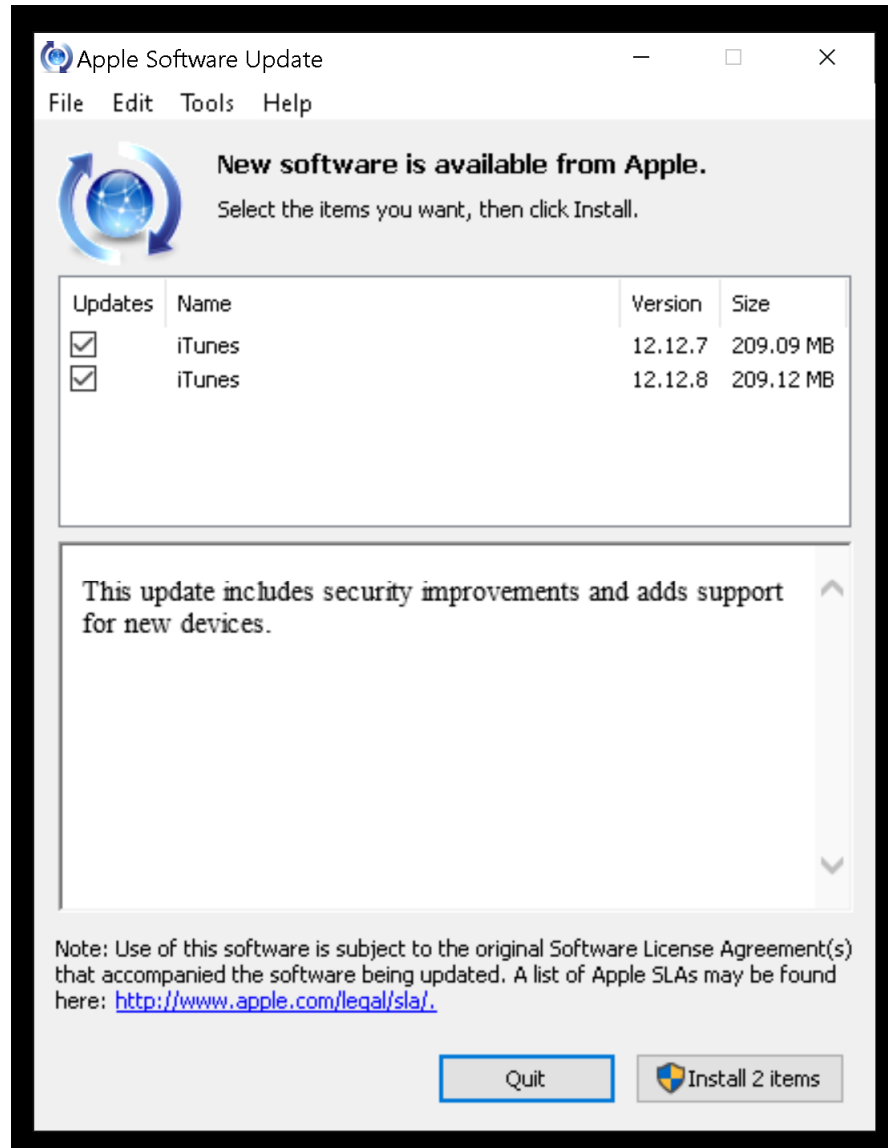 Apple Software Update
File Edit Tools Help
New software is available from Apple.
Select the items you want, then click Install.
Updates Name Version Size
iTunes 12.12.7 209.09 MB
iTunes 12.12.8 209.12 MB
This update includes security improvements and adds support
for new devices.
Note: Use of this software is subject to the original Software License Agreement(s)
that accompanied the software being updated. A list of Apple SLAs may be found
here: http://www.apple.com/legal/sla/.
Quit Install 2 items